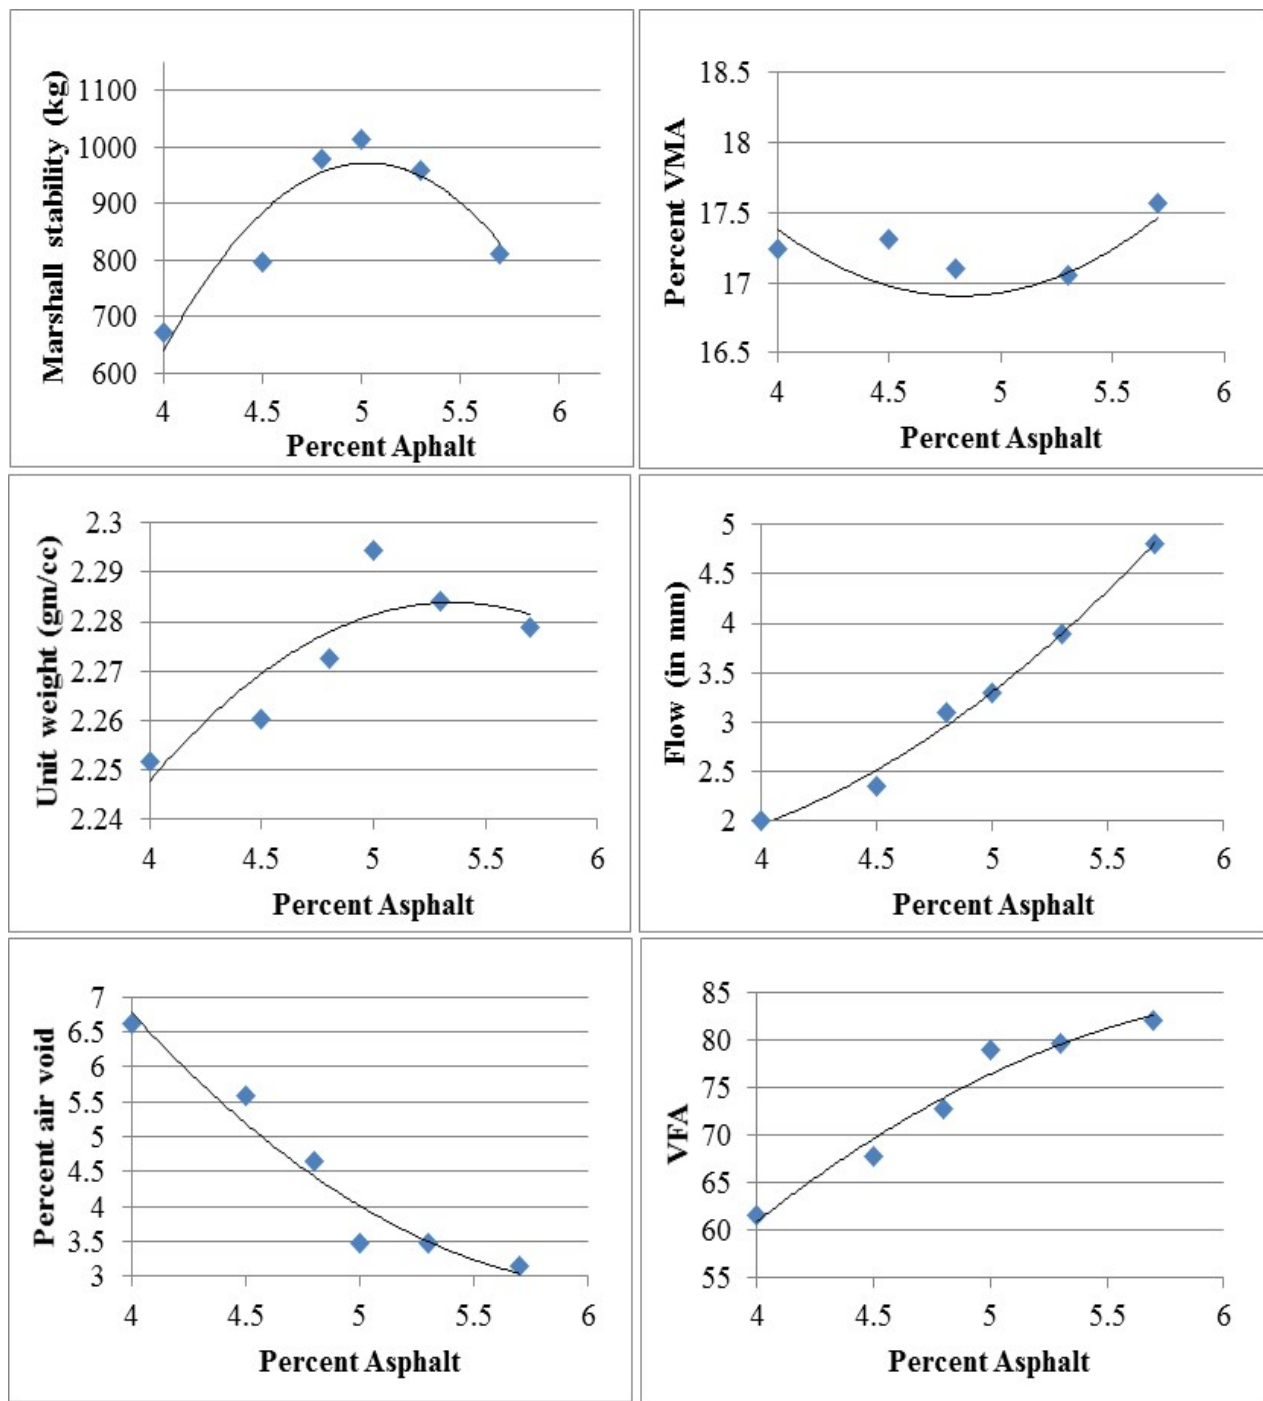 Marshall stability (kg)
1100
1000
900
800
700
600
4 4.5 5 5.5 6
Percent Aphalt
Percent VMA
18.5
18
17.5
17
16.5
4 4.5 5 5.5 6
Percent Asphalt
Unit weight (gm/cc)
2.3
2.29
2.28
2.27
2.26
2.25
2.24
4 4.5 5 5.5 6
Percent Asphalt
Flow (in mm)
5
4.5
4
3.5
3
2.5
2
4 4.5 5 5.5 6
Percent Asphalt
Percent air void
7
6.5
6
5.5
5
4.5
4
3.5
3
4 4.5 5 5.5 6
Percent Asphalt
VFA
85
80
75
70
65
60
55
4 4.5 5 5.5 6
Percent Asphalt